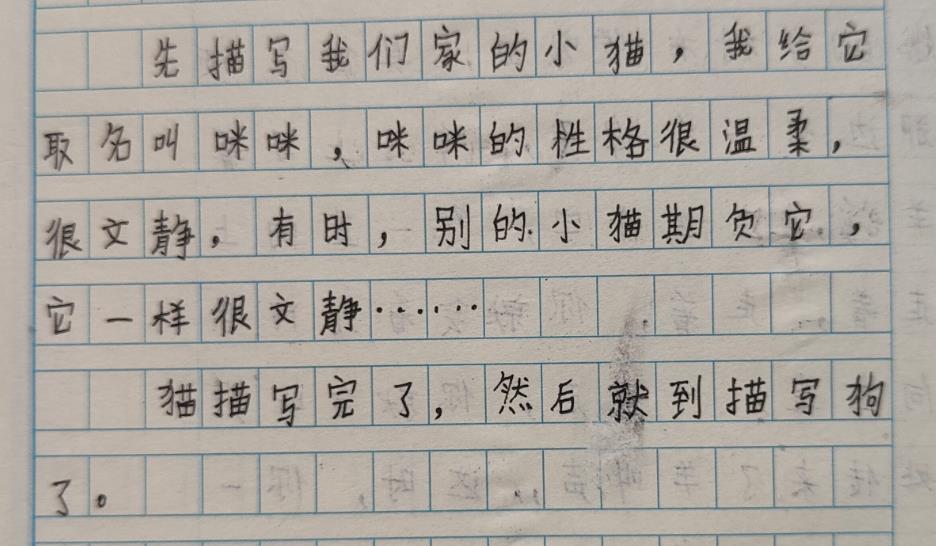 先描写我们家的小猫，我给它
取名叫咪咪，咪咪的性格很温柔，
很文静，有时，别的小猫期负它，
它一样很文静……
猫描写完了，然后就到描写狗
了。